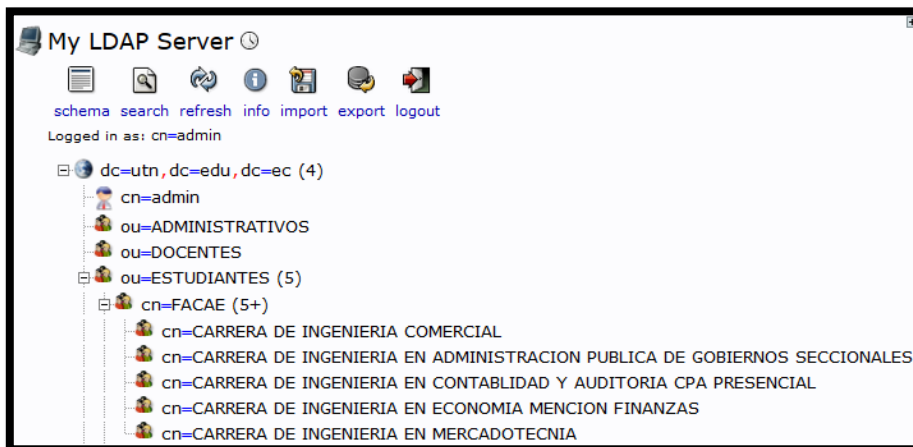 My LDAP Server
schema search refresh info import export logout
Logged in as: cn=admin
dc=utn,dc=edu,dc=ec (4)
cn=admin
ou=ADMINISTRATIVOS
ou=DOCENTES
ou=ESTUDIANTES (5)
cn=FACAE (5+)
cn=CARRERA DE INGENIERIA COMERCIAL
cn=CARRERA DE INGENIERIA EN ADMINISTRACION PUBLICA DE GOBIERNOS SECCIONALES
cn=CARRERA DE INGENIERIA EN CONTABLIDAD Y AUDITORIA CPA PRESENCIAL
cn=CARRERA DE INGENIERIA EN ECONOMIA MENCION FINANZAS
cn=CARRERA DE INGENIERIA EN MERCADOTECNIA